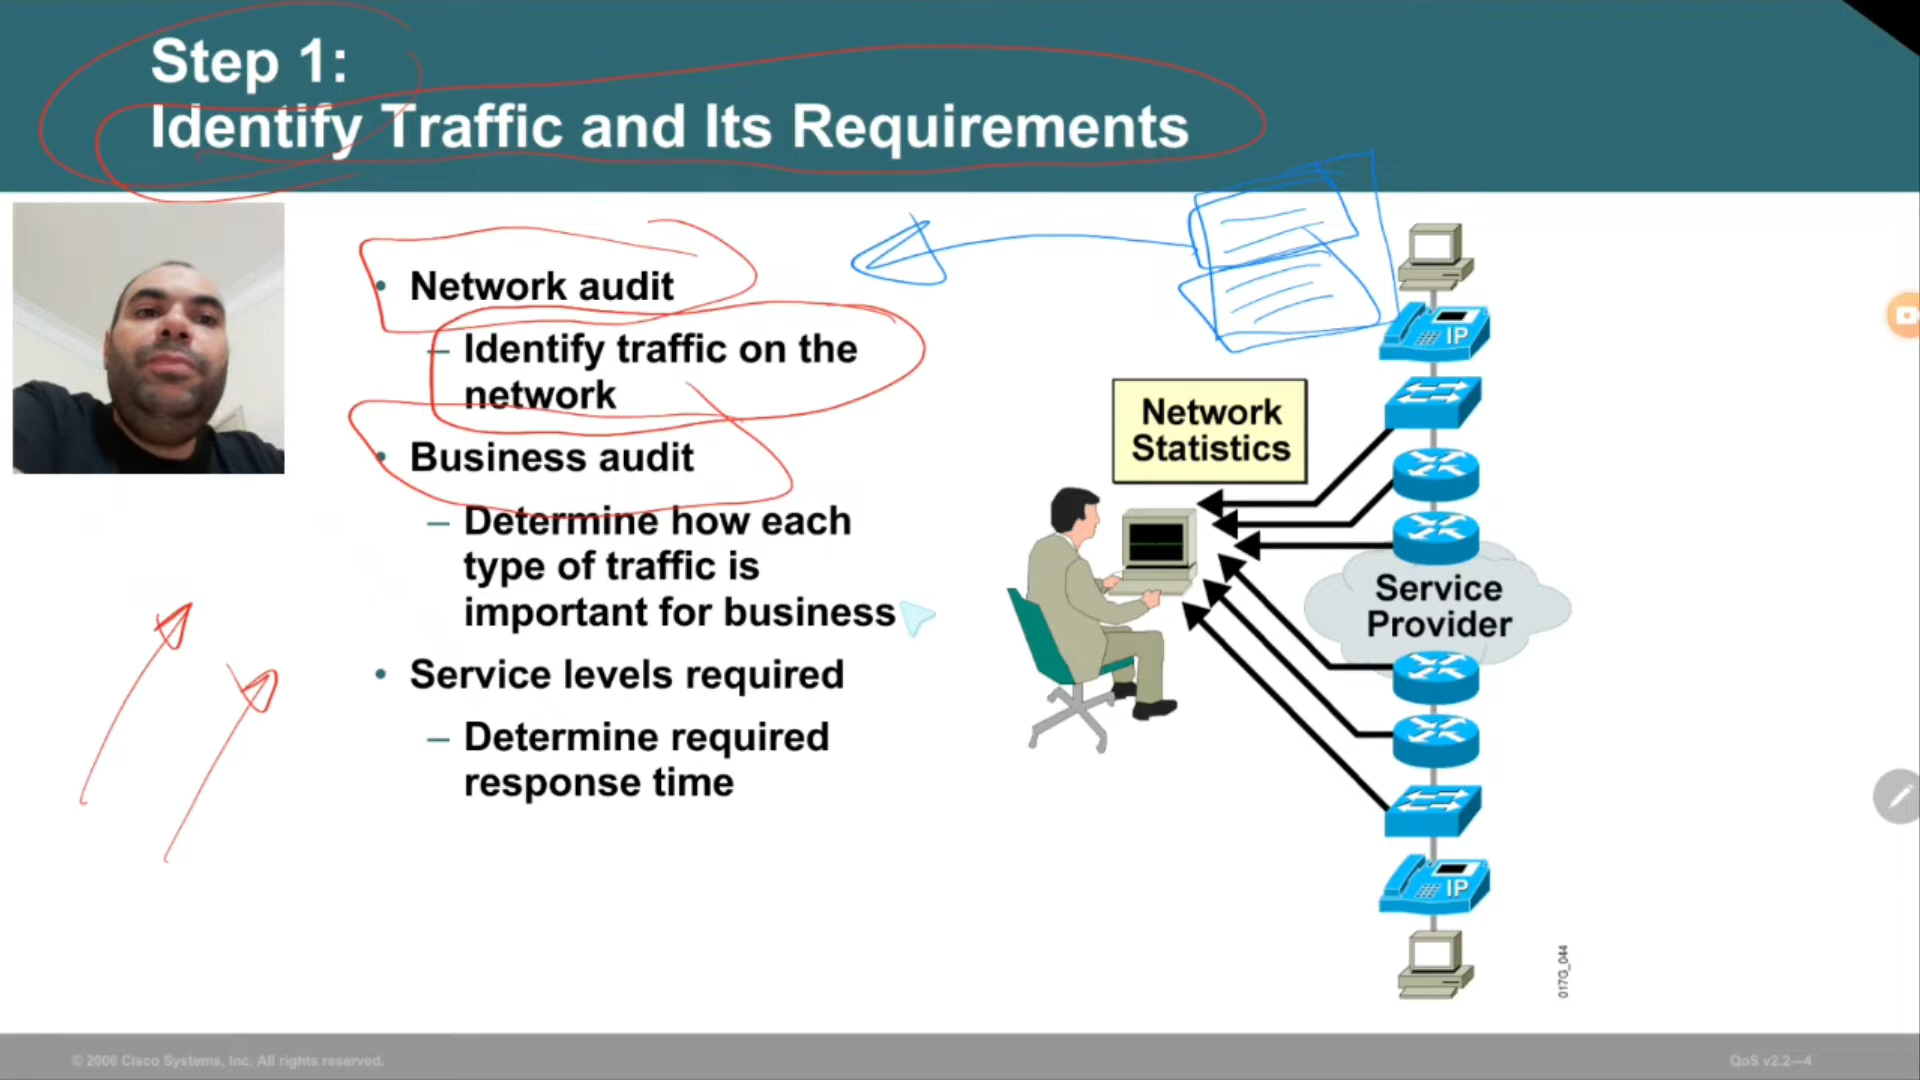 Step 1:
Identify Traffic and Its Requirements
• Network audit
– Identify traffic on the
network
• Business audit
– Determine how each
type of traffic is
important for business
• Service levels required
– Determine required
response time
IP
Network
Statistics
Service
Provider
IP
017G_044
© 2006 Cisco Systems, Inc. All rights reserved.
QoS v2.2—4